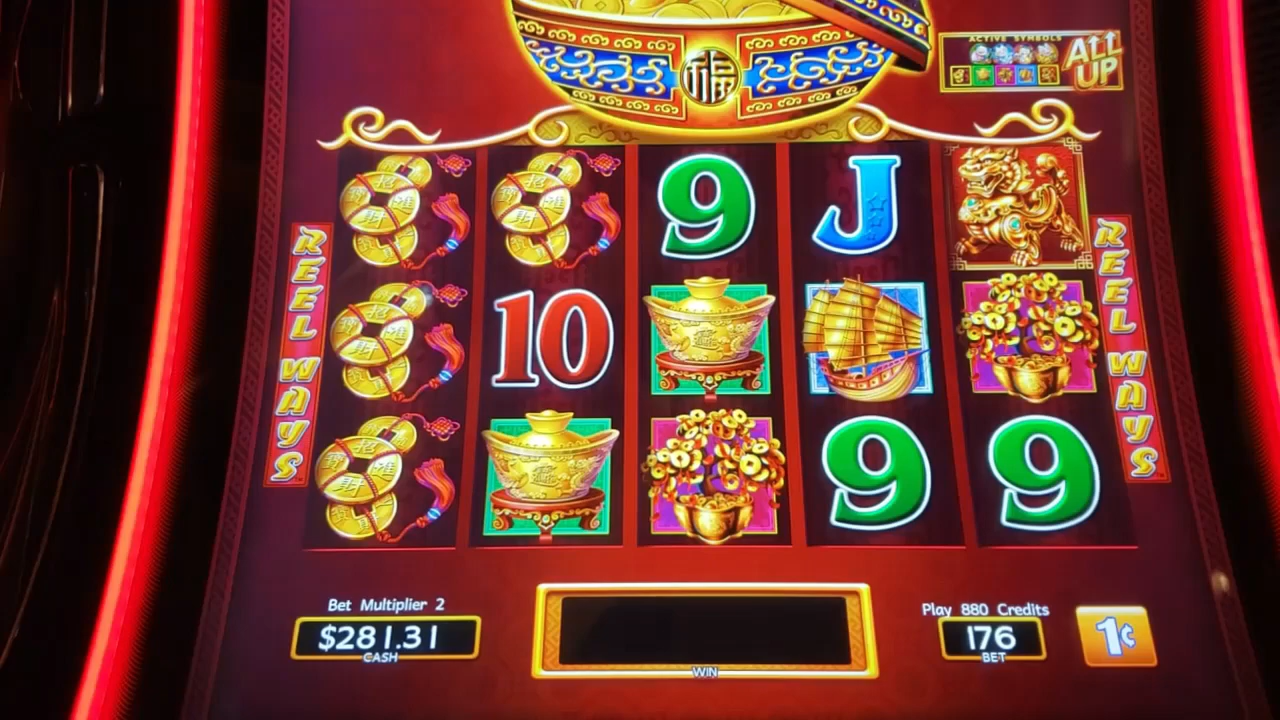 福
ACTIVE SYMBOLS
ALL UP
REEL WAYS
REEL WAYS
9
J
10
9
9
Bet Multiplier 2
$281.31
CASH
WIN
Play 880 Credits
176
BET
1¢